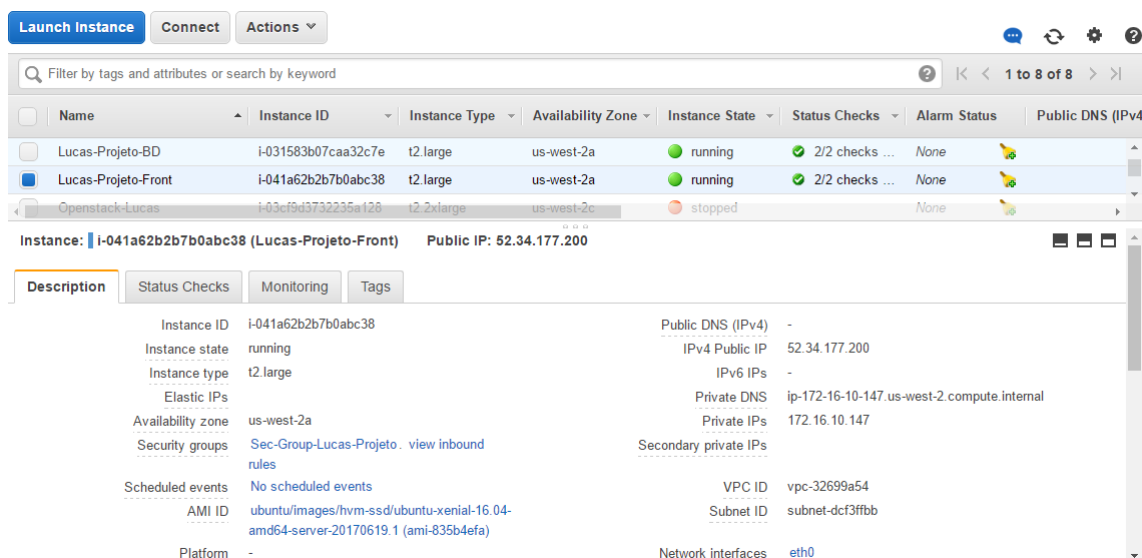 Launch Instance Connect Actions
Filter by tags and attributes or search by keyword 1 to 8 of 8
Name Instance ID Instance Type Availability Zone Instance State Status Checks Alarm Status Public DNS (IPv4
Lucas-Projeto-BD i-031583b07caa32c7e t2.large us-west-2a running 2/2 checks ... None
Lucas-Projeto-Front i-041a62b2b7b0abc38 t2.large us-west-2a running 2/2 checks ... None
Openstack-Lucas i-03cf9d3732235a128 t2.2xlarge us-west-2c stopped None
Instance: i-041a62b2b7b0abc38 (Lucas-Projeto-Front) Public IP: 52.34.177.200
Description Status Checks Monitoring Tags
Instance ID i-041a62b2b7b0abc38 Public DNS (IPv4) -
Instance state running IPv4 Public IP 52.34.177.200
Instance type t2.large IPv6 IPs -
Elastic IPs Private DNS ip-172-16-10-147.us-west-2.compute.internal
Availability zone us-west-2a Private IPs 172.16.10.147
Security groups Sec-Group-Lucas-Projeto. view inbound Secondary private IPs
rules
Scheduled events No scheduled events VPC ID vpc-32699a54
AMI ID ubuntu/images/hvm-ssd/ubuntu-xenial-16.04- Subnet ID subnet-dcf3ffbb
amd64-server-20170619.1 (ami-835b4efa)
Platform - Network interfaces eth0